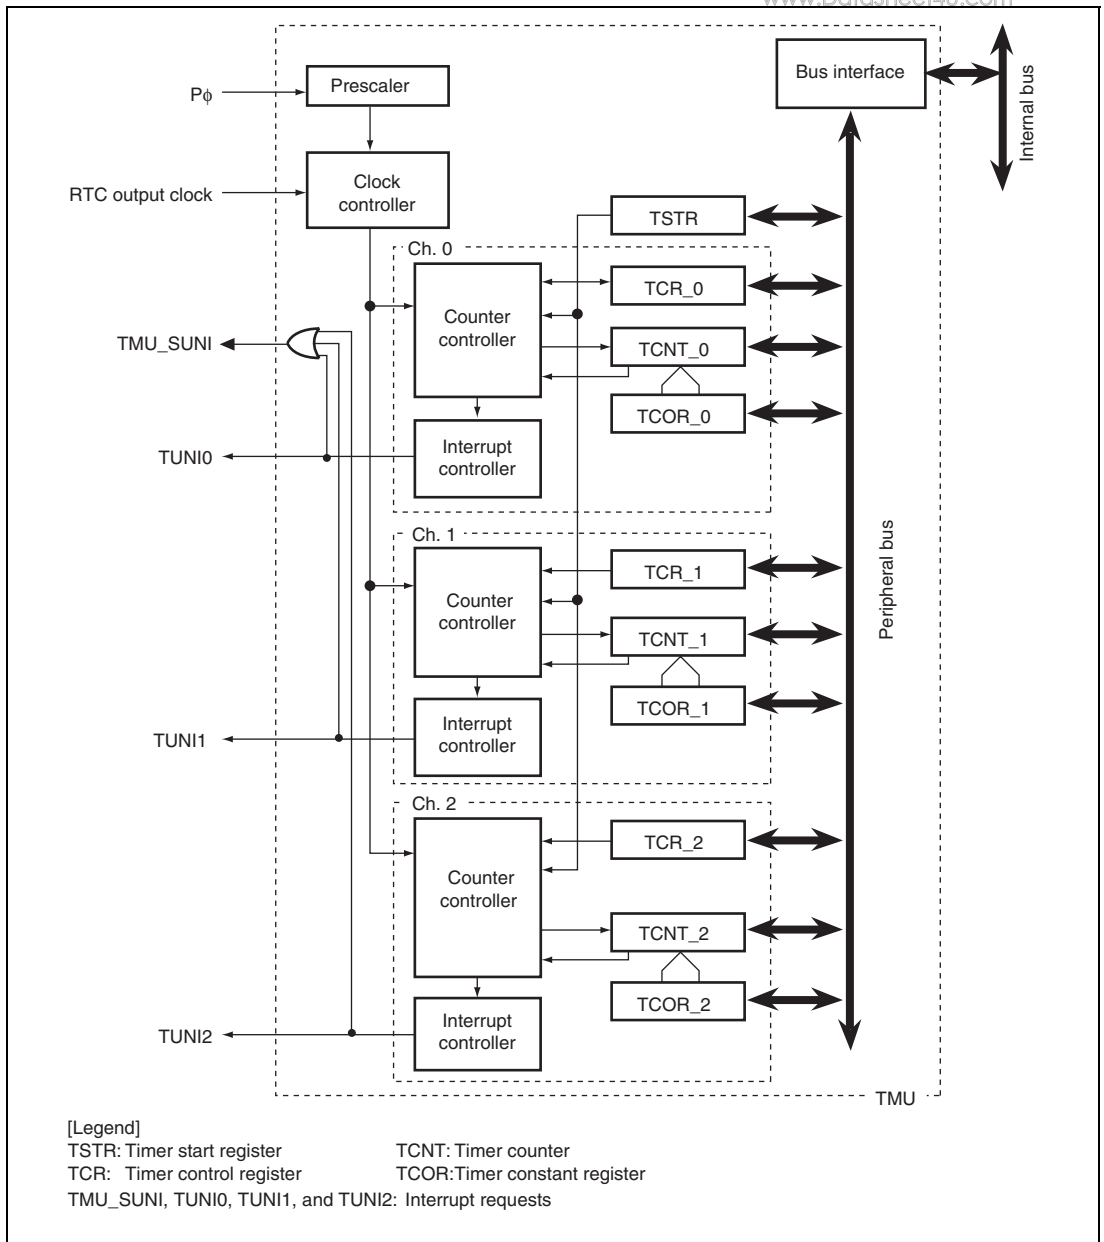 www.DataSheet4U.com
Bus interface
Internal bus
Prescaler
Pϕ
Clock
controller
RTC output clock
TSTR
Ch. 0
Counter
controller
TCR_0
TMU_SUNI
TCNT_0
TCOR_0
Interrupt
controller
TUNI0
Peripheral bus
Ch. 1
Counter
controller
TCR_1
TCNT_1
TCOR_1
Interrupt
controller
TUNI1
Ch. 2
Counter
controller
TCR_2
TCNT_2
TCOR_2
Interrupt
controller
TUNI2
TMU
[Legend]
TSTR: Timer start register
TCNT: Timer counter
TCR: Timer control register
TCOR:Timer constant register
TMU_SUNI, TUNI0, TUNI1, and TUNI2: Interrupt requests